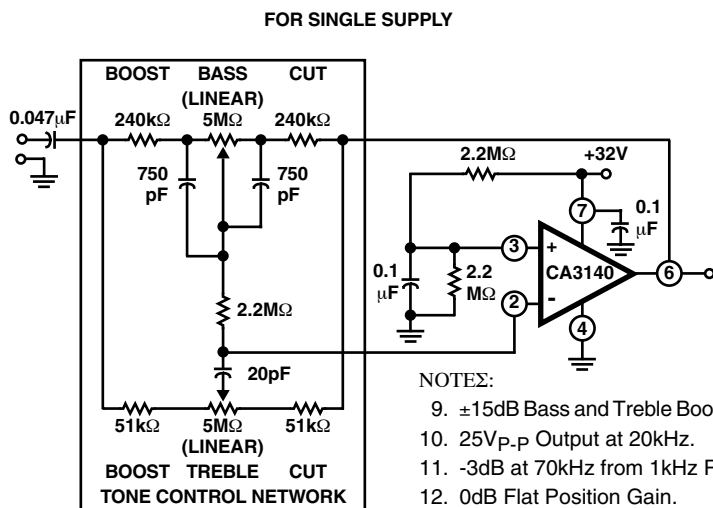 FOR SINGLE SUPPLY
BOOST BASS CUT
(LINEAR)
0.047μF
240kΩ 5MΩ 240kΩ
750
pF
750
pF
2.2MΩ
20pF
51kΩ 5MΩ 51kΩ
(LINEAR)
BOOST TREBLE CUT
TONE CONTROL NETWORK
2.2MΩ +32V
7
0.1
μF
3 +
CA3140
6
0.1
μF
2.2
MΩ
2 -
4
NOTEΣ:
9. ±15dB Bass and Treble Boo
10. 25VP-P Output at 20kHz.
11. -3dB at 70kHz from 1kHz
12. 0dB Flat Position Gain.